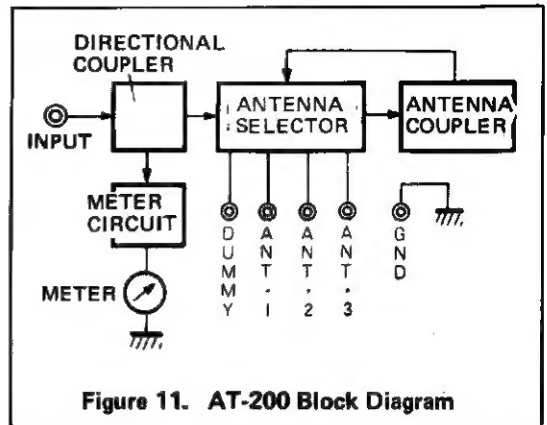 DIRECTIONAL
COUPLER
INPUT
ANTENNA
SELECTOR
ANTENNA
COUPLER
METER
CIRCUIT
METER
DUMMY
ANT.1
ANT.2
ANT.3
GND
Figure 11. AT-200 Block Diagram